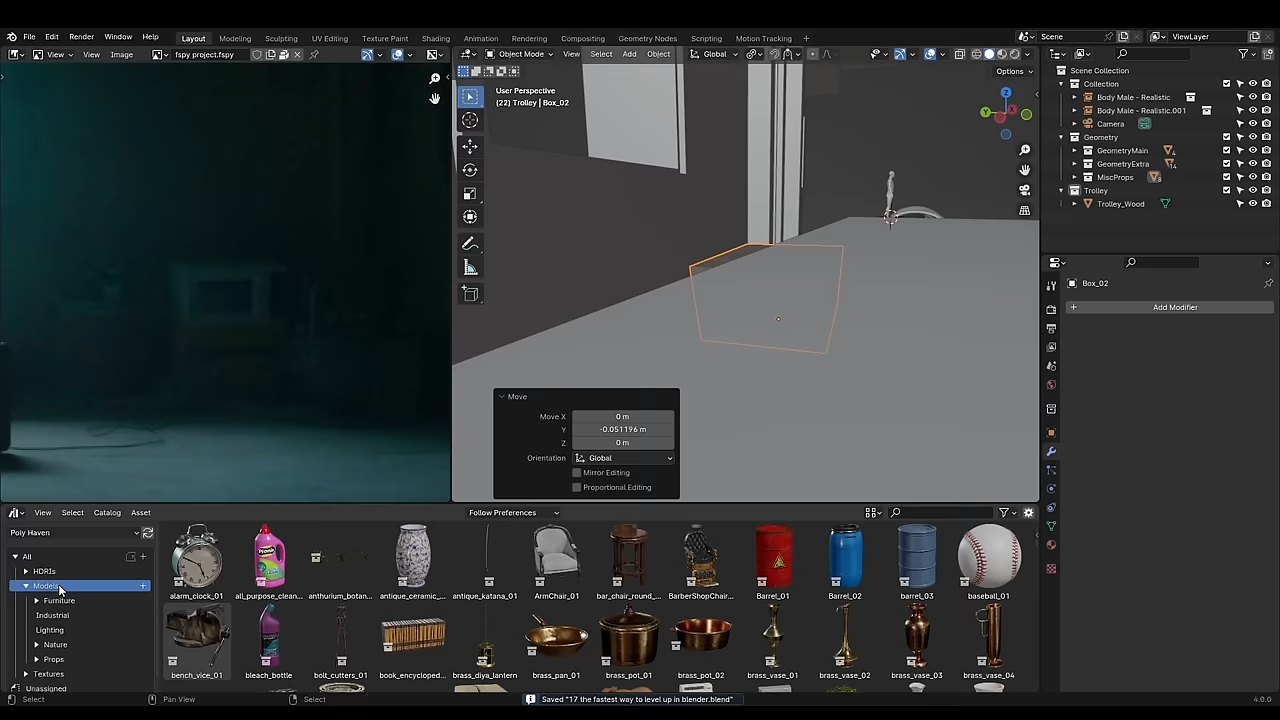 File Edit Render Window Help Layout Modeling Sculpting UV Editing Texture Paint Shading Animation Rendering Compositing Geometry Nodes Scripting Motion Tracking Scene ViewLayer
View View Image fspy project.fspy Object Mode View Select Add Object Global
Options
User Perspective
(22) Trolley | Box_02
Scene Collection
Collection
Body Male - Realistic
Body Male - Realistic.001
Camera
Geometry
GeometryMain
GeometryExtra
MiscProps
Trolley
Trolley_Wood
Box_02
Add Modifier
Move
Move X 0 m
Y -0.051196 m
Z 0 m
Orientation Global
Mirror Editing
Proportional Editing
View Select Catalog Asset Follow Preferences
Poly Haven
All
HDRIs
Models
Furniture
Industrial
Lighting
Nature
Props
Textures
Unassigned
alarm_clock_01 all_purpose_clean... anthurium_botan... antique_ceramic_... antique_katana_01 ArmChair_01 bar_chair_round_... BarberShopChair... Barrel_01 Barrel_02 barrel_03 baseball_01
bench_vice_01 bleach_bottle bolt_cutters_01 book_encycloped... brass_diya_lantern brass_pan_01 brass_pot_01 brass_pot_02 brass_vase_01 brass_vase_02 brass_vase_03 brass_vase_04
Select Pan View Select Saved "17 the fastest way to level up in blender.blend" 4.0.0